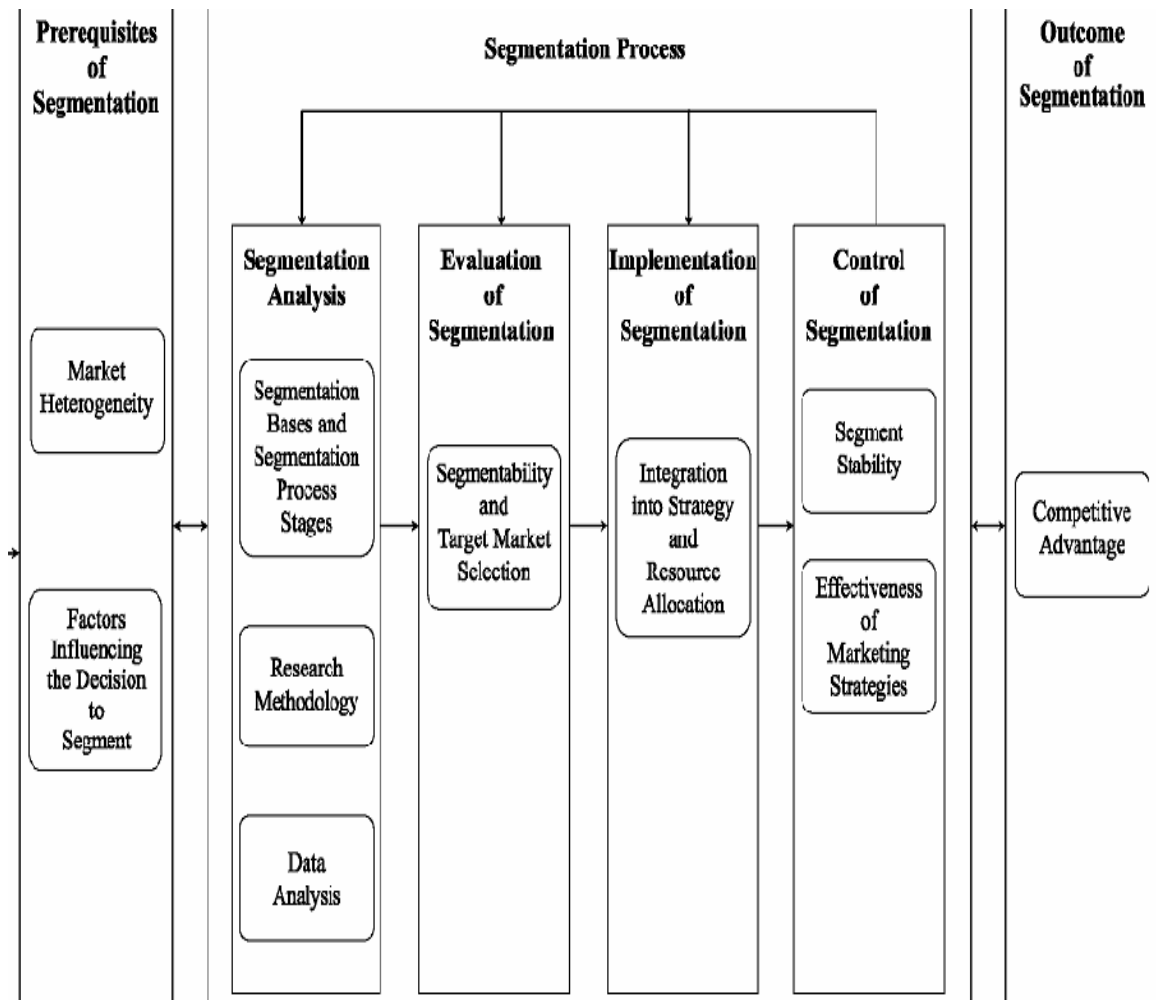 Prerequisites
of
Segmentation
Market
Heterogeneity
Factors
Influencing
the Decision
to
Segment
Segmentation Process
Segmentation
Analysis
Segmentation
Bases and
Segmentation
Process
Stages
Research
Methodology
Data
Analysis
Evaluation
of
Segmentation
Segmentability
and
Target Market
Selection
Implementation
of
Segmentation
Integration
into Strategy
and
Resource
Allocation
Control
of
Segmentation
Segment
Stability
Effectiveness
of
Marketing
Strategies
Outcome
of
Segmentation
Competitive
Advantage